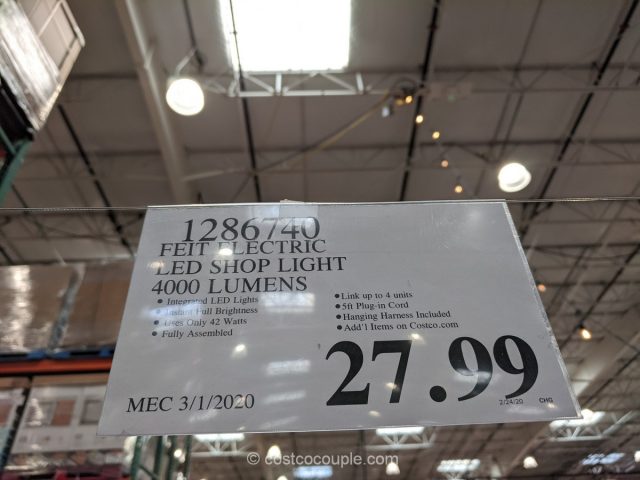 1286740
FEIT ELECTRIC
LED SHOP LIGHT
4000 LUMENS
• Integrated LED Lights
• Instant Full Brightness
• Uses Only 42 Watts
• Fully Assembled
• Link up to 4 units
• 5ft Plug-in Cord
• Hanging Harness Included
• Add'l Items on Costco.com
27.99
MEC 3/1/2020
2/24/20 CHG
© costcocouple.com